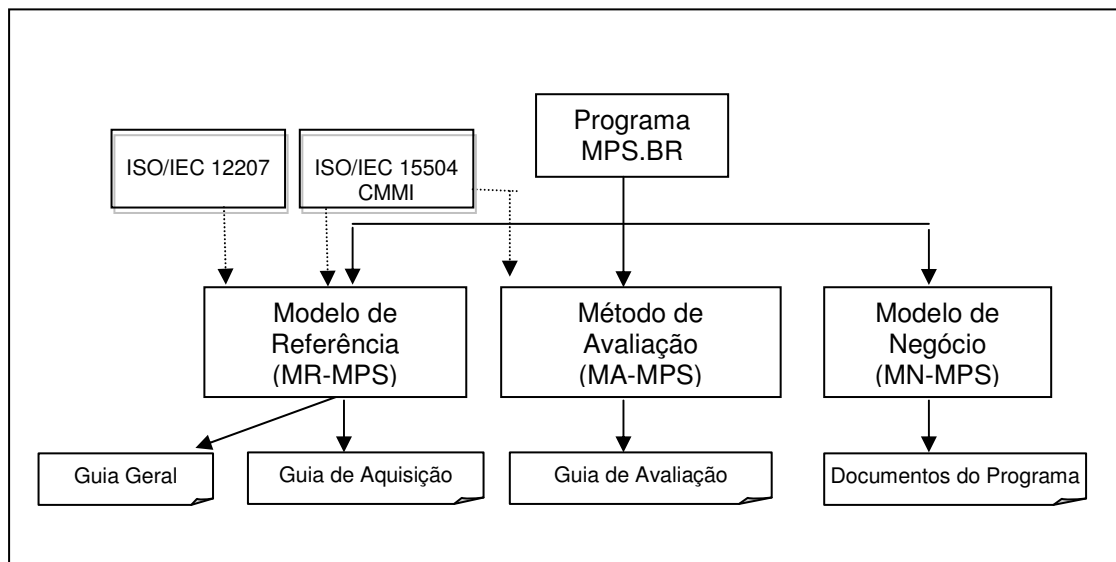 Programa
MPS.BR
ISO/IEC 12207
ISO/IEC 15504
CMMI
Modelo de
Referência
(MR-MPS)
Método de
Avaliação
(MA-MPS)
Modelo de
Negócio
(MN-MPS)
Guia Geral
Guia de Aquisição
Guia de Avaliação
Documentos do Programa